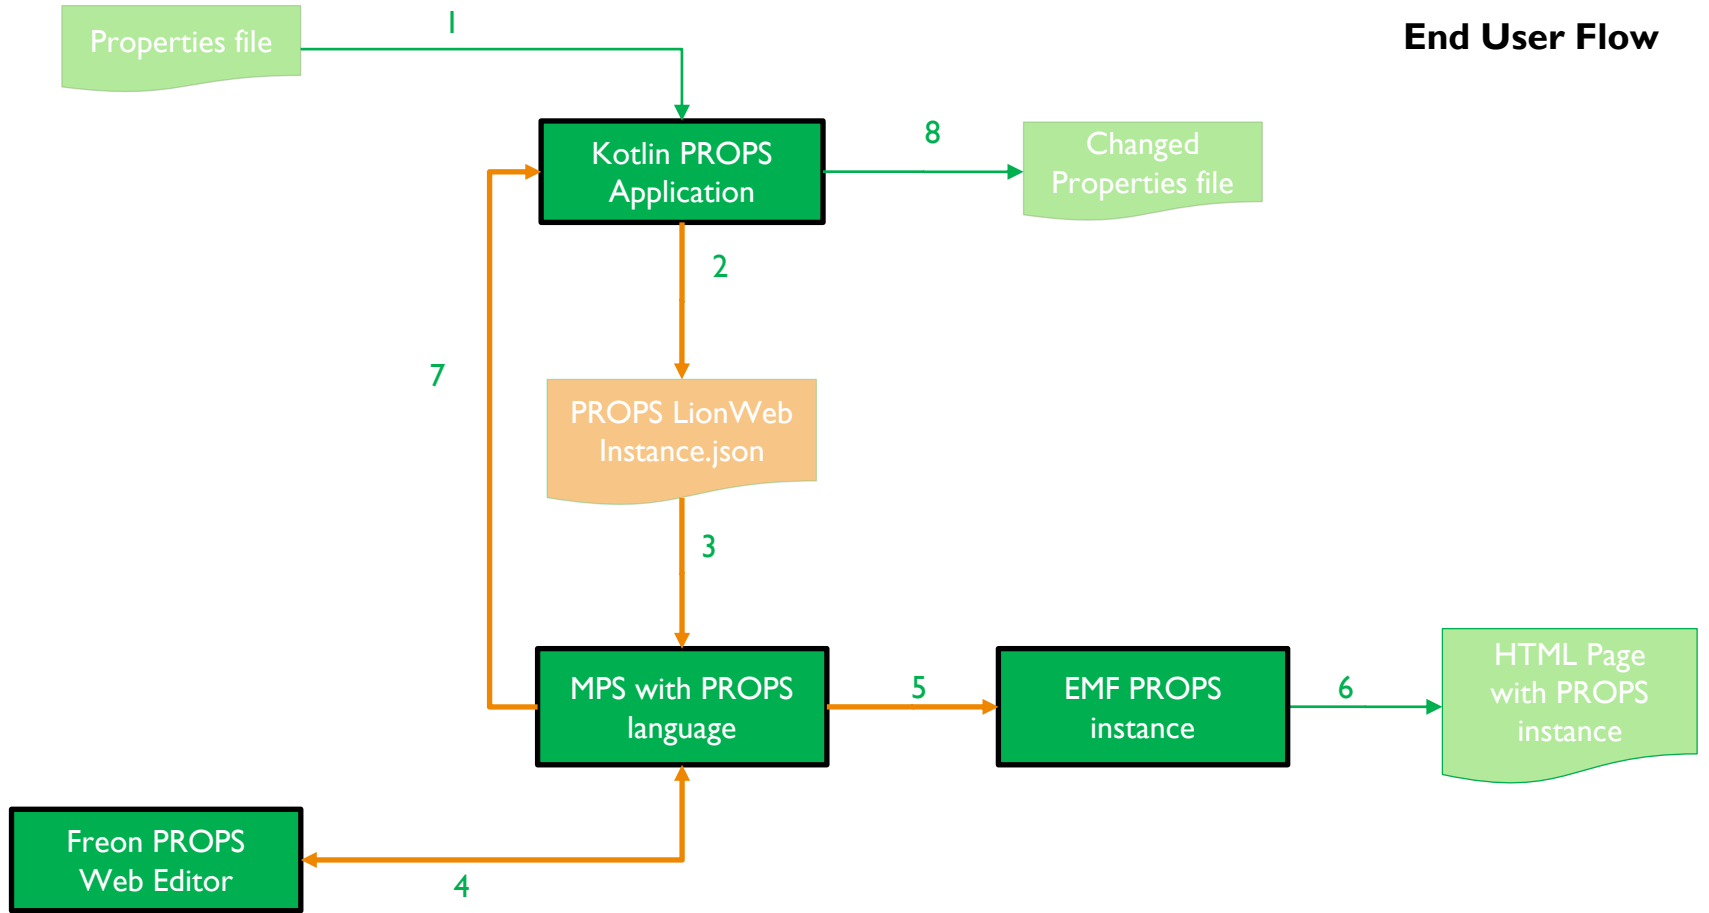 Properties file
1
End User Flow
Kotlin PROPS
Application
8
Changed
Properties file
2
7
PROPS LionWeb
Instance.json
3
MPS with PROPS
language
5
EMF PROPS
instance
6
HTML Page
with PROPS
instance
Freon PROPS
Web Editor
4